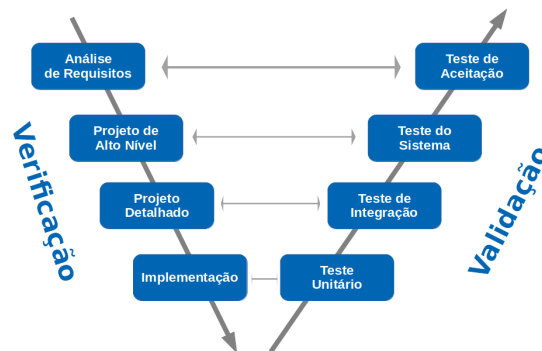 Análise
de Requisitos
Teste de
Aceitação
Projeto de
Alto Nível
Teste do
Sistema
Projeto
Detalhado
Teste de
Integração
Implementação
Teste
Unitário
Verificação
Validação